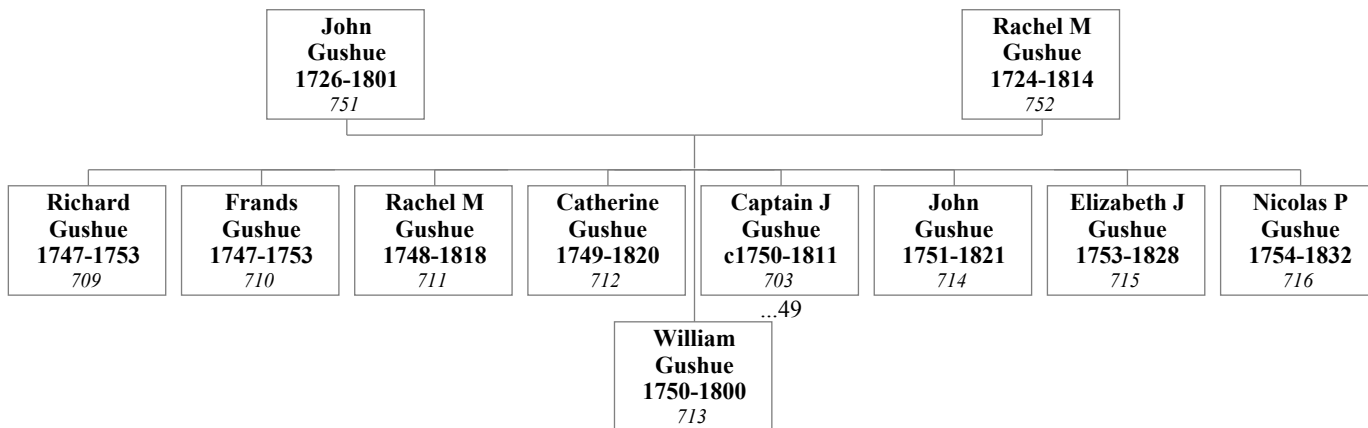 John
Gushue
1726-1801
751
Rachel M
Gushue
1724-1814
752
Richard
Gushue
1747-1753
709
Frands
Gushue
1747-1753
710
Rachel M
Gushue
1748-1818
711
Catherine
Gushue
1749-1820
712
Captain J
Gushue
c1750-1811
703
...49
John
Gushue
1751-1821
714
Elizabeth J
Gushue
1753-1828
715
Nicolas P
Gushue
1754-1832
716
William
Gushue
1750-1800
713